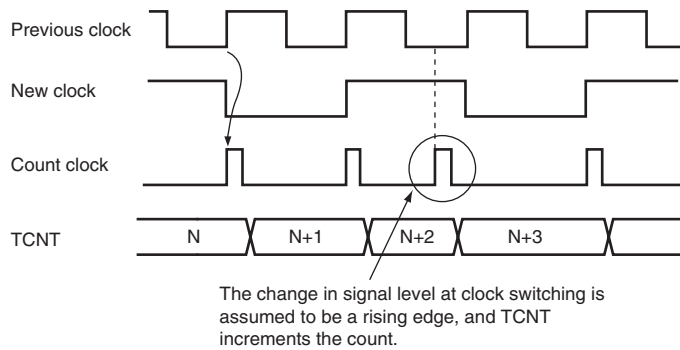 Previous clock
New clock
Count clock
TCNT
N
N+1
N+2
N+3
The change in signal level at clock switching is
assumed to be a rising edge, and TCNT
increments the count.